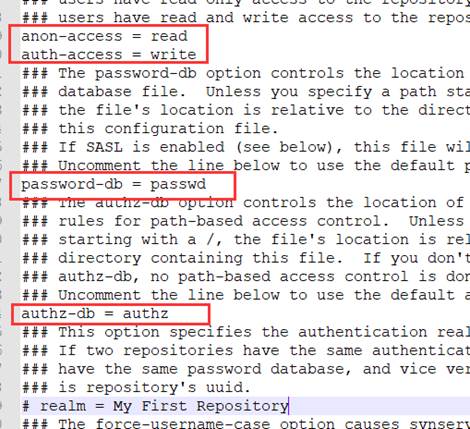 ### users have read only access to the repository
### users have read and write access to the repos
anon-access = read
auth-access = write
### The password-db option controls the location
### database file.  Unless you specify a path sta
### the file's location is relative to the direct
### this configuration file.
### If SASL is enabled (see below), this file wil
### Uncomment the line below to use the default p
password-db = passwd
### The authz-db option controls the location of
### rules for path-based access control.  Unless
### starting with a /, the file's location is rel
### directory containing this file.  If you don't
### authz-db, no path-based access control is don
### Uncomment the line below to use the default a
authz-db = authz
### This option specifies the authentication real
### If two repositories have the same authenticat
### have the same password database, and vice ver
### is repository's uuid.
# realm = My First Repository
### The force-username-case option causes synserv